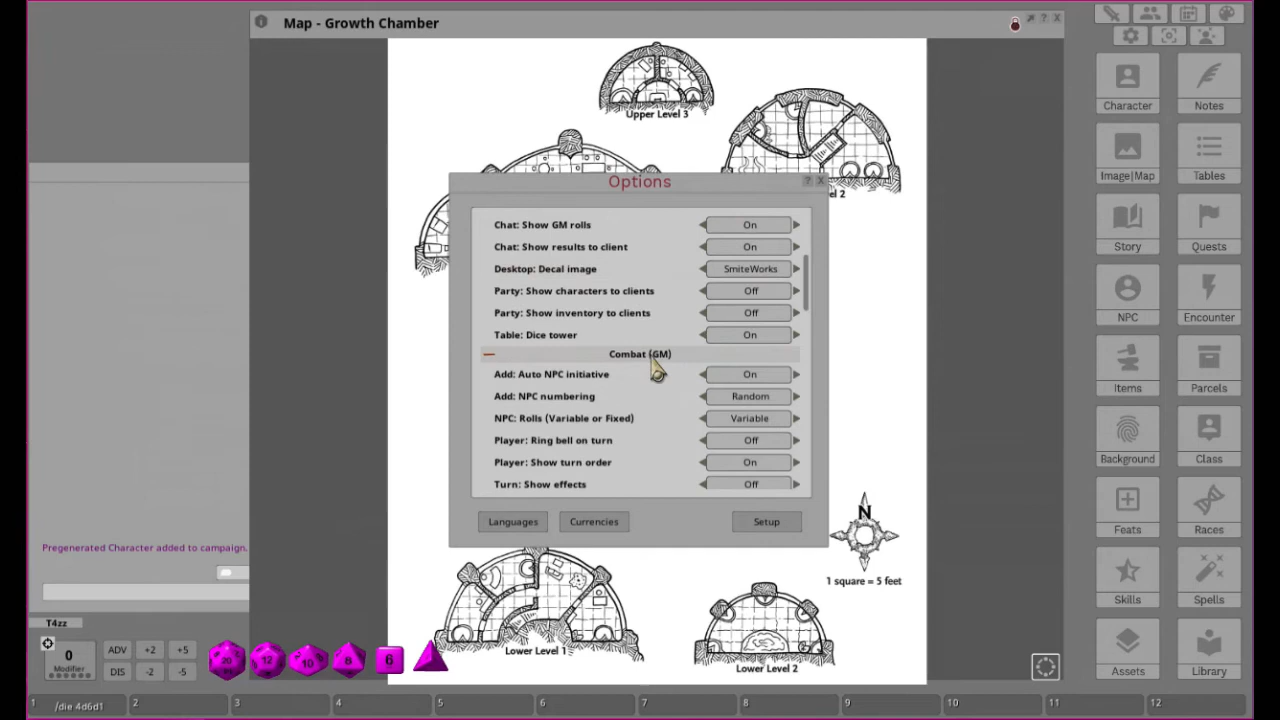 Map - Growth Chamber
Upper Level 3
el 2
Options
Chat: Show GM rolls On
Chat: Show results to client On
Desktop: Decal image SmiteWorks
Party: Show characters to clients Off
Party: Show inventory to clients Off
Table: Dice tower On
Combat (GM)
Add: Auto NPC initiative On
Add: NPC numbering Random
NPC: Rolls (Variable or Fixed) Variable
Player: Ring bell on turn Off
Player: Show turn order On
Turn: Show effects Off
Languages Currencies Setup
N
1 square = 5 feet
Lower Level 1
Lower Level 2
Character Notes
Image|Map Tables
Story Quests
NPC Encounter
Items Parcels
Background Class
Feats Races
Skills Spells
Assets Library
Pregenerated Character added to campaign.
T4zz
0
Modifier
ADV +2 +5
DIS -2 -5
20 12 10 8 6
1 /die 4d6d1 2 3 4 5 6 7 8 9 10 11 12